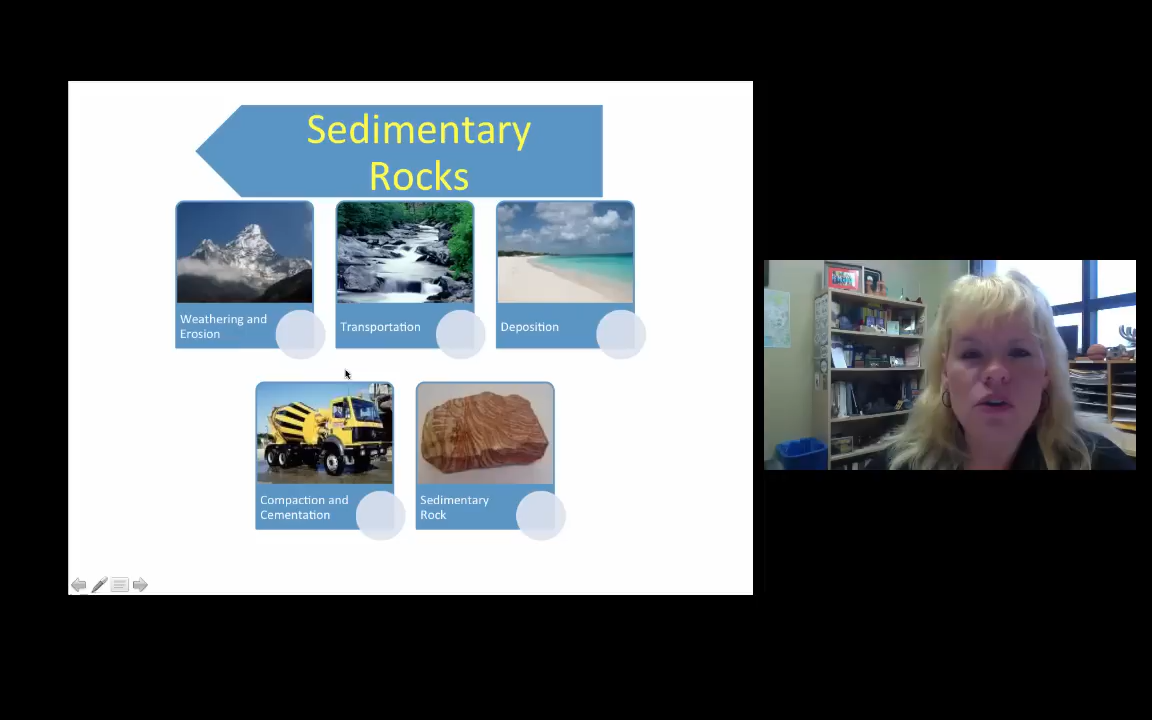 Sedimentary
Rocks
Weathering and
Erosion
Transportation
Deposition
Compaction and
Cementation
Sedimentary
Rock